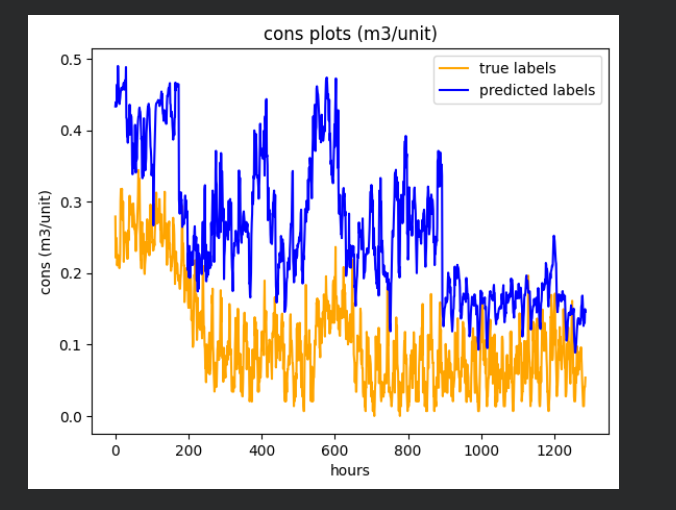 cons plots (m3/unit)
true labels
predicted labels
0.5
0.4
0.3
0.2
0.1
0.0
cons (m3/unit)
0 200 400 600 800 1000 1200
hours